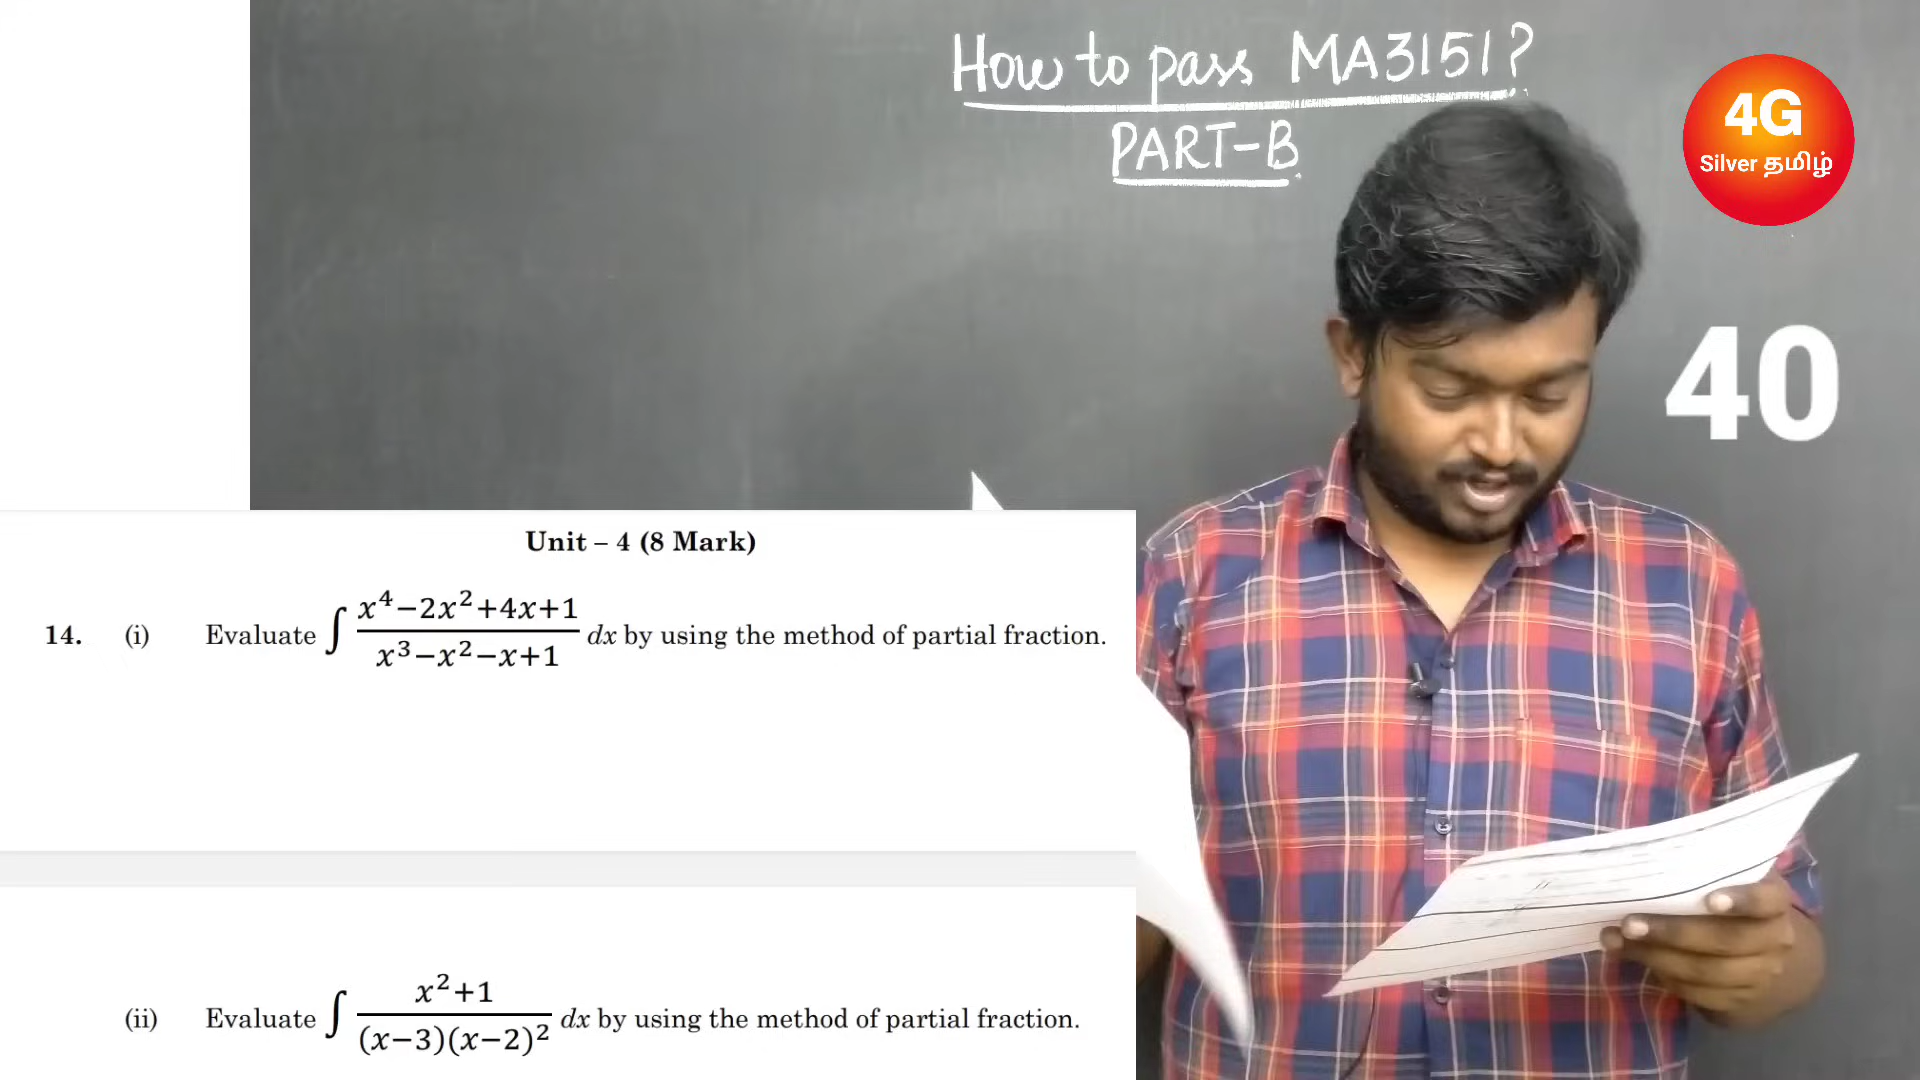 How to pass MA3151?
PART-B
4G
Silver தமிழ்
40
Unit – 4 (8 Mark)
14. (i) Evaluate ∫ (x⁴−2x²+4x+1)/(x³−x²−x+1) dx by using the method of partial fraction.
(ii) Evaluate ∫ (x²+1)/((x−3)(x−2)²) dx by using the method of partial fraction.